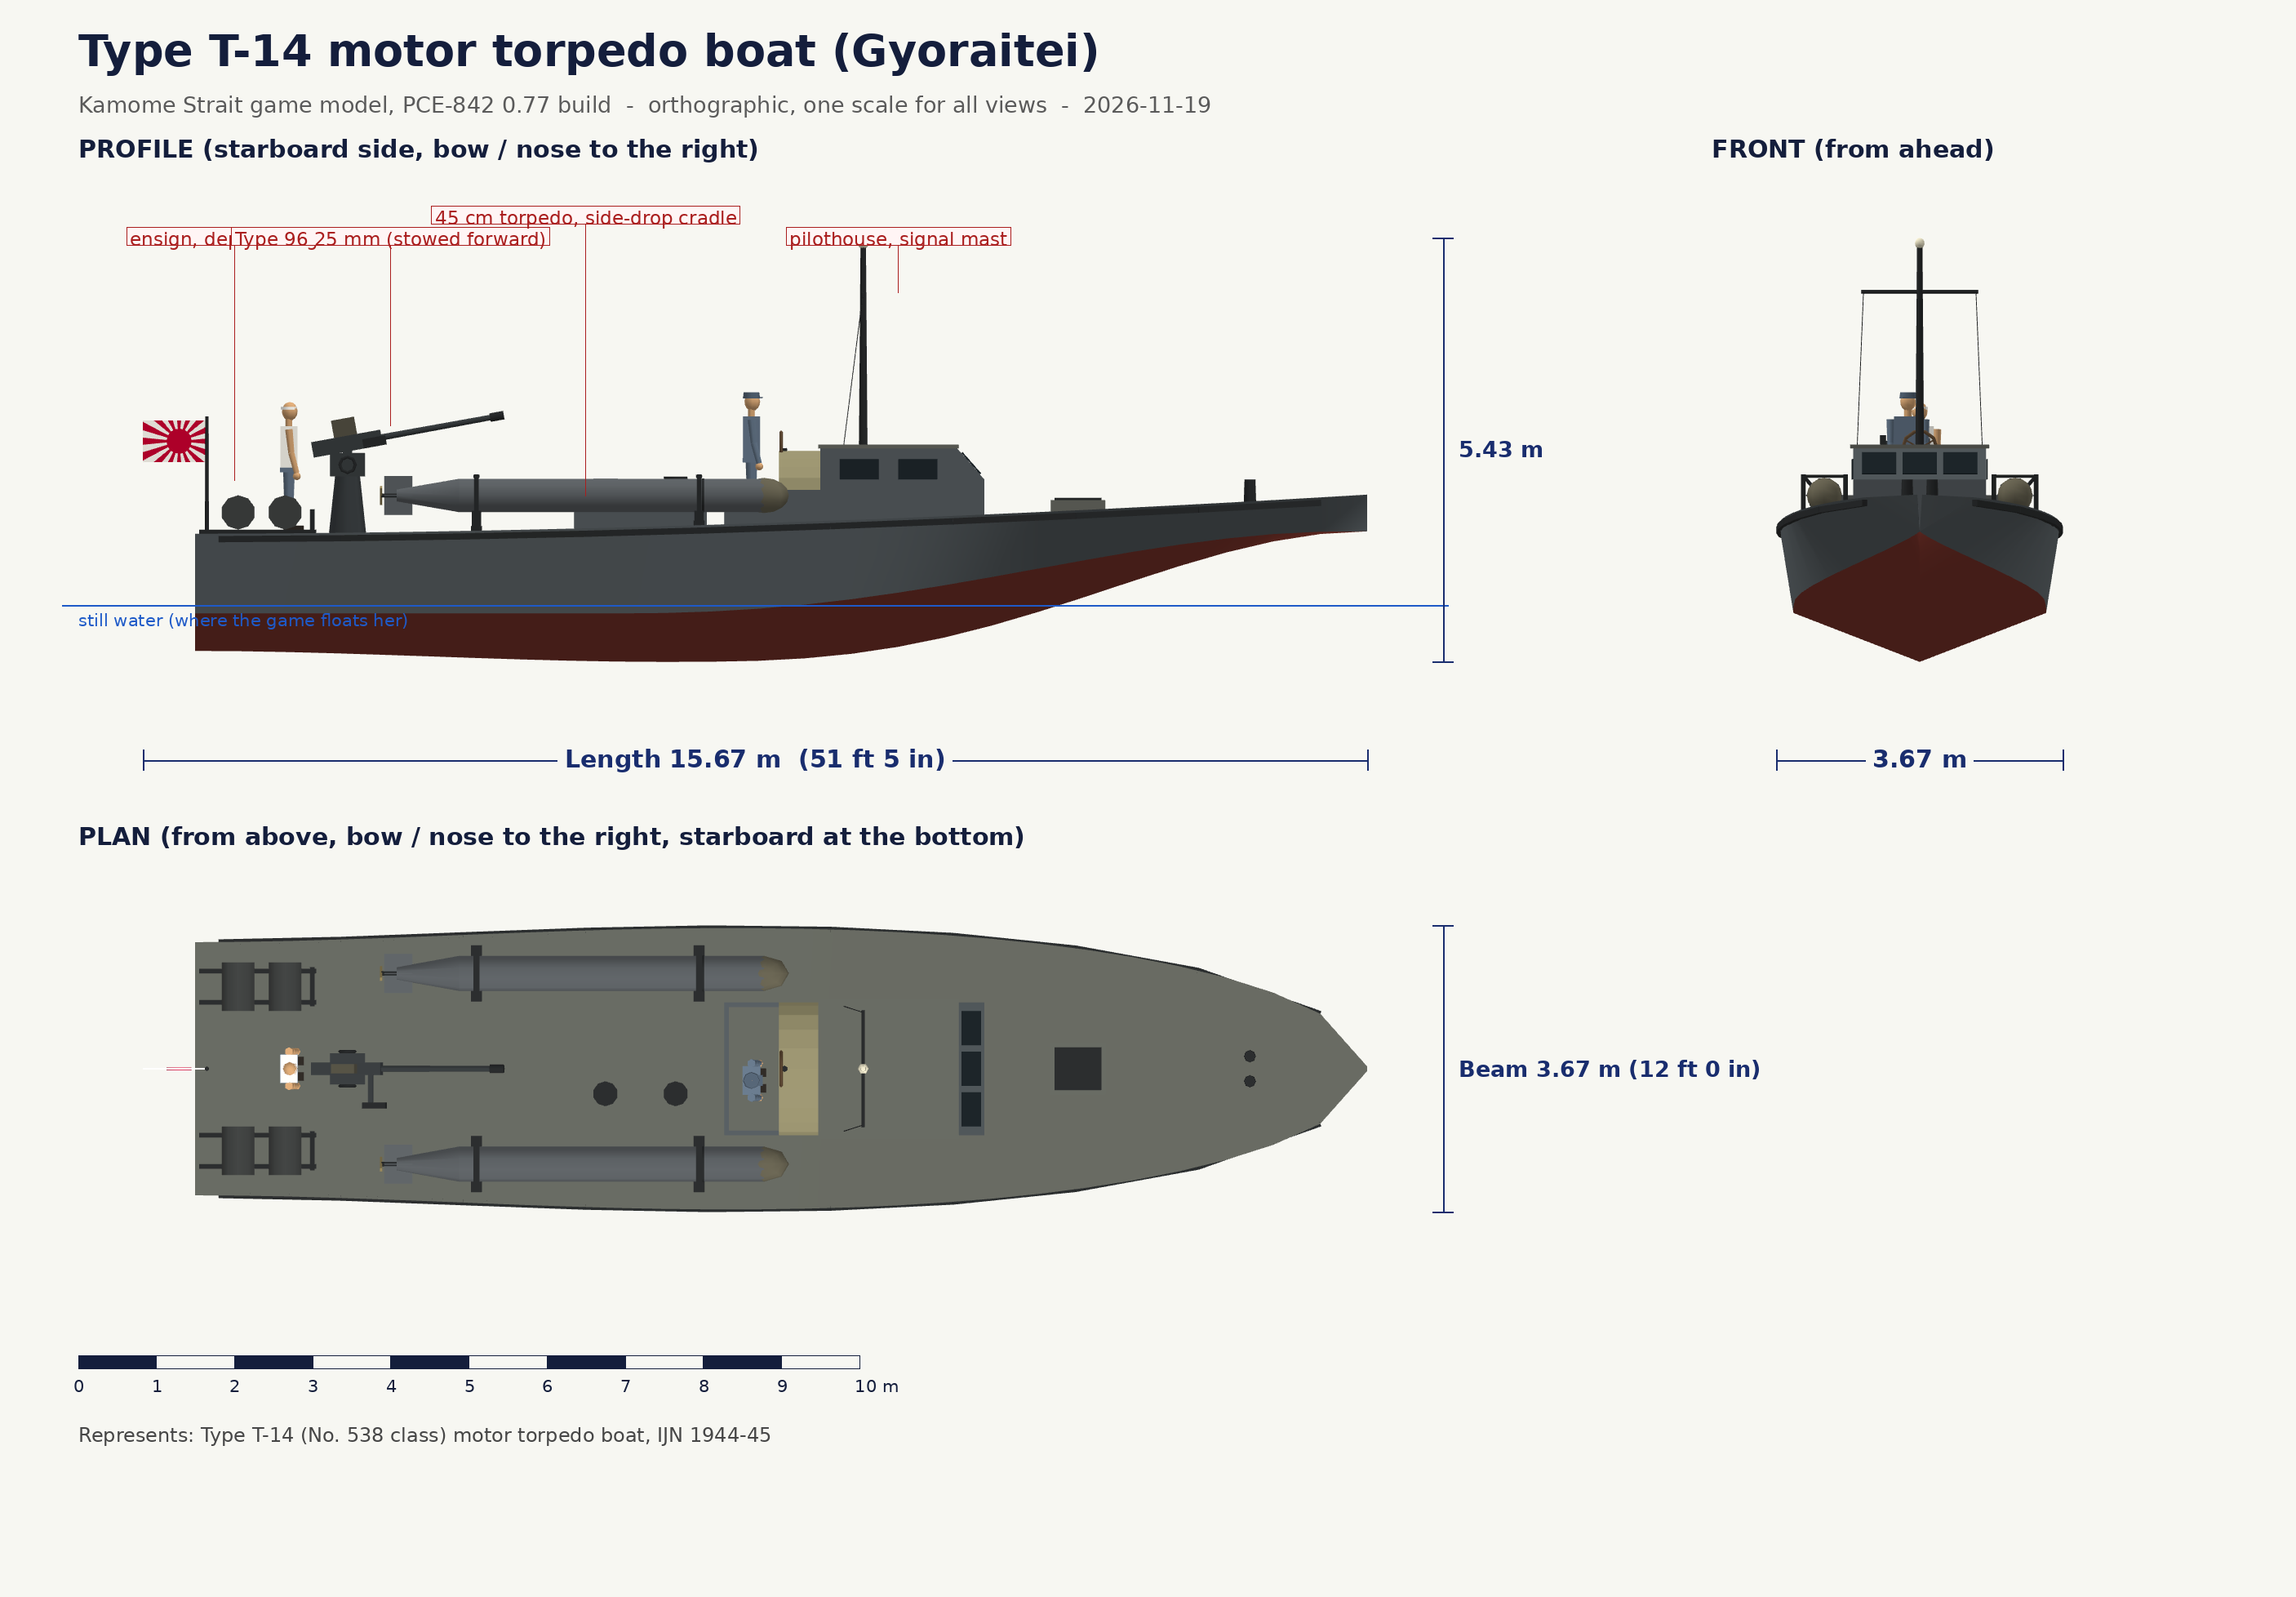 Type T-14 motor torpedo boat (Gyoraitei)
Kamome Strait game model, PCE-842 0.77 build - orthographic, one scale for all views - 2026-11-19
PROFILE (starboard side, bow / nose to the right)
FRONT (from ahead)
45 cm torpedo, side-drop cradle
ensign,
Type 96 25 mm (stowed forward)
pilothouse, signal mast
5.43 m
still water (where the game floats her)
Length 15.67 m (51 ft 5 in)
3.67 m
PLAN (from above, bow / nose to the right, starboard at the bottom)
Beam 3.67 m (12 ft 0 in)
0 1 2 3 4 5 6 7 8 9 10 m
Represents: Type T-14 (No. 538 class) motor torpedo boat, IJN 1944-45